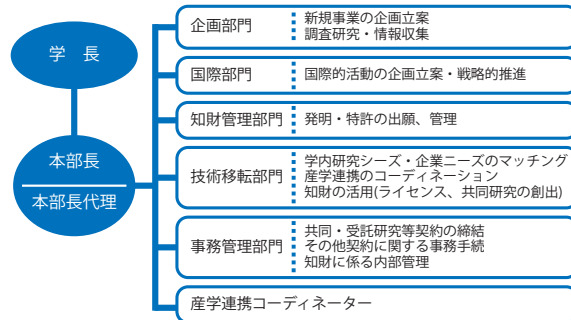 学　長
本部長
本部長代理
企画部門
新規事業の企画立案
調査研究・情報収集
国際部門
国際的活動の企画立案・戦略的推進
知財管理部門
発明・特許の出願、管理
技術移転部門
学内研究シーズ・企業ニーズのマッチング
産学連携のコーディネーション
知財の活用(ライセンス、共同研究の創出)
事務管理部門
共同・受託研究等契約の締結
その他契約に関する事務手続
知財に係る内部管理
産学連携コーディネーター